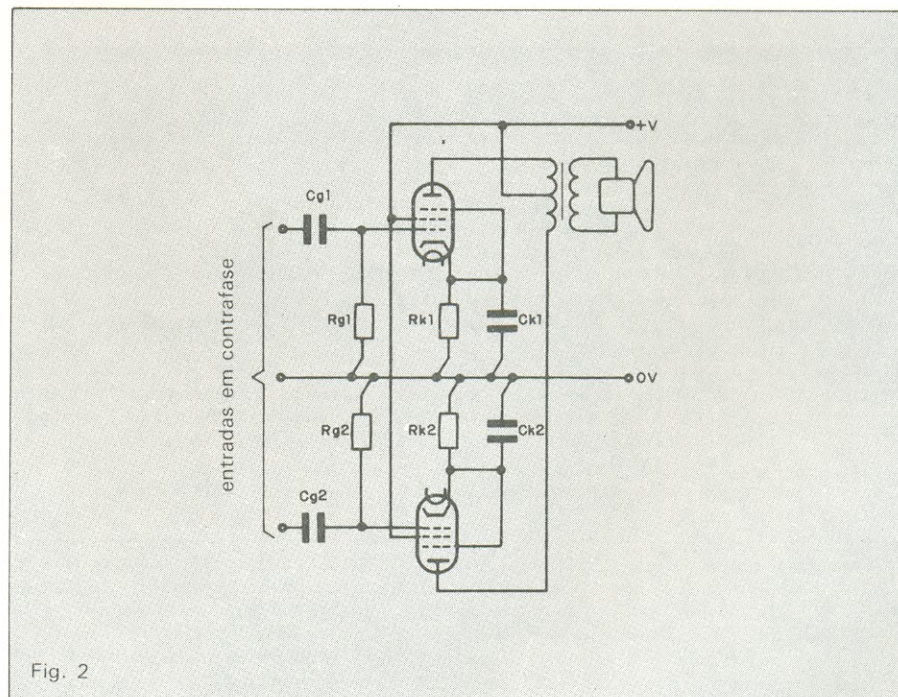 +V
Cg1
entradas em contrafase
Rg1
Rk1
Ck1
0V
Rg2
Rk2
Ck2
Cg2
Fig. 2